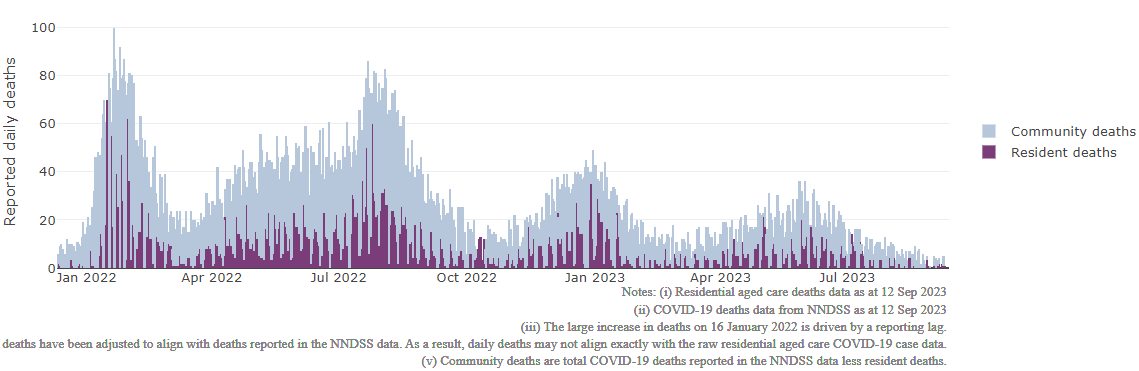 100
80
60
40
20
0
Reported daily deaths
Jan 2022 Apr 2022 Jul 2022 Oct 2022 Jan 2023 Apr 2023 Jul 2023
Community deaths
Resident deaths
Notes: (i) Residential aged care deaths data as at 12 Sep 2023
(ii) COVID-19 deaths data from NNDSS as at 12 Sep 2023
(iii) The large increase in deaths on 16 January 2022 is driven by a reporting lag.
deaths have been adjusted to align with deaths reported in the NNDSS data. As a result, daily deaths may not align exactly with the raw residential aged care COVID-19 case data.
(v) Community deaths are total COVID-19 deaths reported in the NNDSS data less resident deaths.